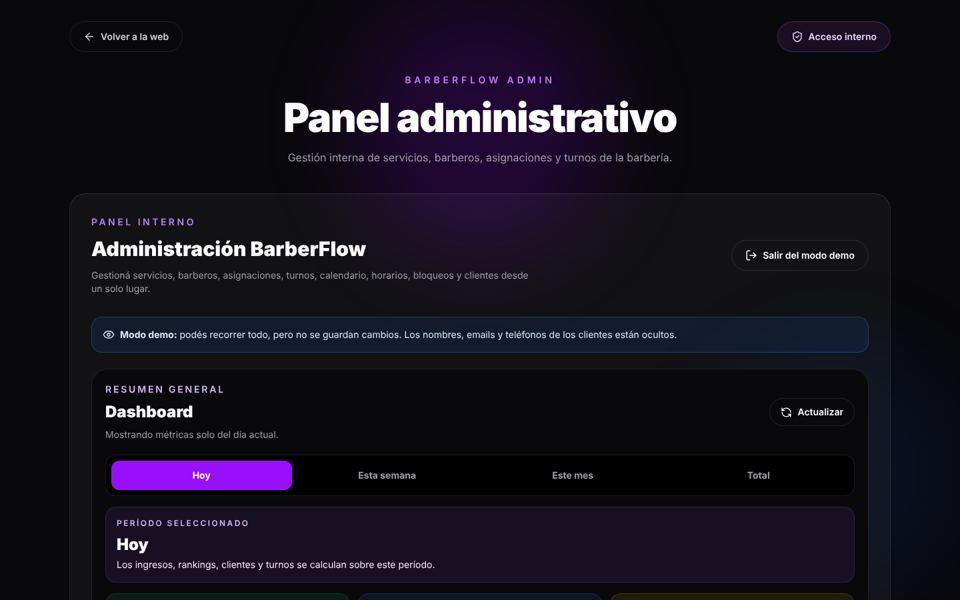 Volver a la web
Acceso interno
BARBERFLOW ADMIN
Panel administrativo
Gestión interna de servicios, barberos, asignaciones y turnos de la barbería.
PANEL INTERNO
Administración BarberFlow
Gestioná servicios, barberos, asignaciones, turnos, calendario, horarios, bloqueos y clientes desde
un solo lugar.
Salir del modo demo
Modo demo: podés recorrer todo, pero no se guardan cambios. Los nombres, emails y teléfonos de los clientes están ocultos.
RESUMEN GENERAL
Dashboard
Mostrando métricas solo del día actual.
Actualizar
Hoy
Esta semana
Este mes
Total
PERÍODO SELECCIONADO
Hoy
Los ingresos, rankings, clientes y turnos se calculan sobre este período.